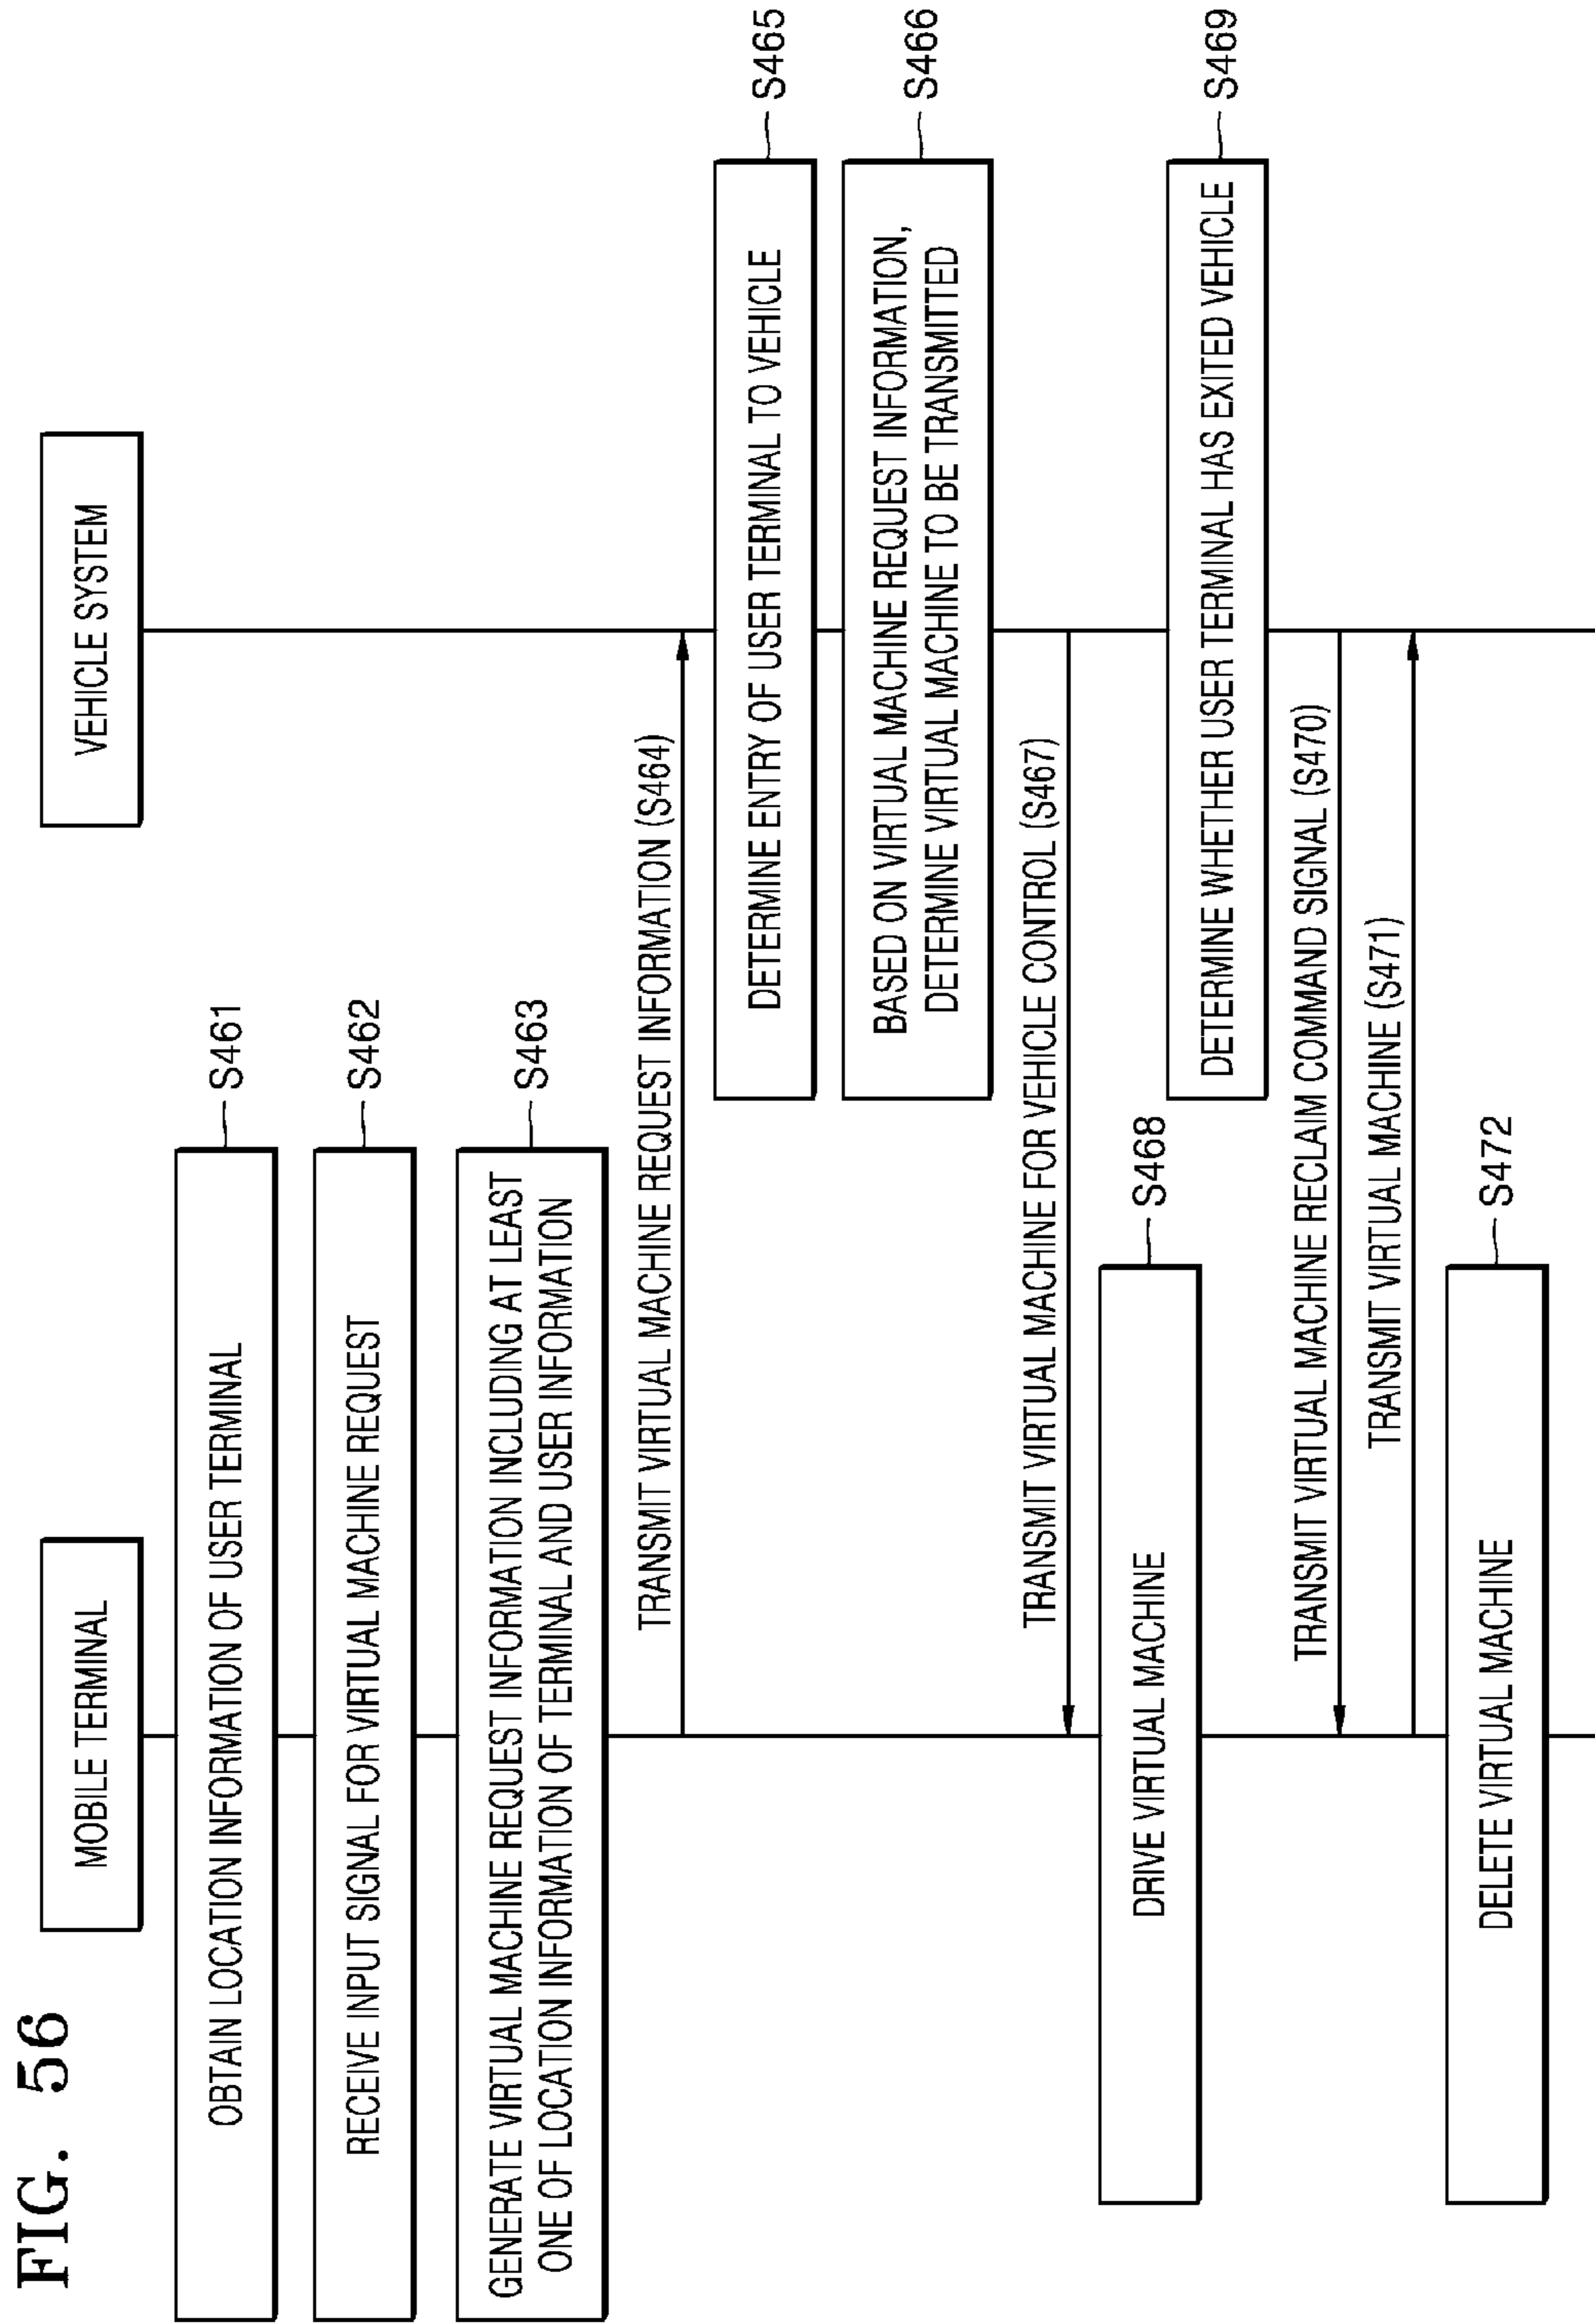 FIG. 56
MOBILE TERMINAL
VEHICLE SYSTEM
OBTAIN LOCATION INFORMATION OF USER TERMINAL
S461
RECEIVE INPUT SIGNAL FOR VIRTUAL MACHINE REQUEST
S462
GENERATE VIRTUAL MACHINE REQUEST INFORMATION INCLUDING AT LEAST
ONE OF LOCATION INFORMATION OF TERMINAL AND USER INFORMATION
S463
TRANSMIT VIRTUAL MACHINE REQUEST INFORMATION (S464)
DETERMINE ENTRY OF USER TERMINAL TO VEHICLE
S465
BASED ON VIRTUAL MACHINE REQUEST INFORMATION,
DETERMINE VIRTUAL MACHINE TO BE TRANSMITTED
S466
TRANSMIT VIRTUAL MACHINE FOR VEHICLE CONTROL (S467)
DRIVE VIRTUAL MACHINE
S468
DETERMINE WHETHER USER TERMINAL HAS EXITED VEHICLE
S469
TRANSMIT VIRTUAL MACHINE RECLAIM COMMAND SIGNAL (S470)
TRANSMIT VIRTUAL MACHINE (S471)
DELETE VIRTUAL MACHINE
S472